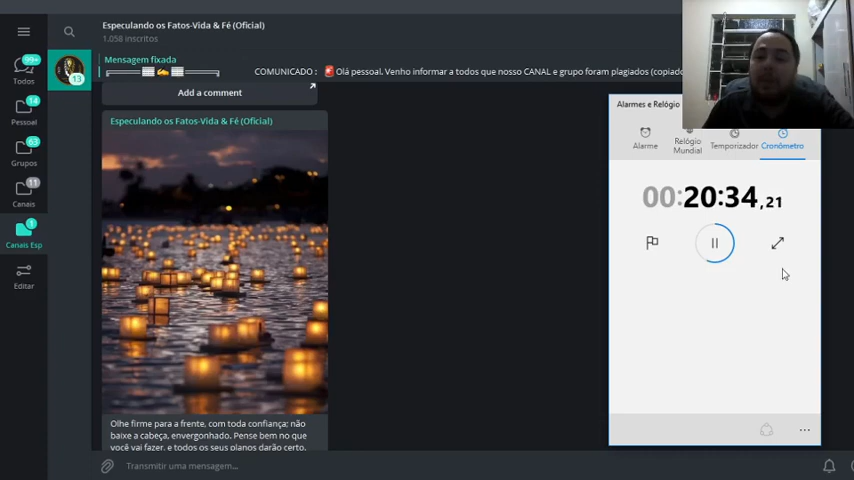 Especulando os Fatos-Vida & Fé (Oficial)
1.058 inscritos
99+
Todos
14
Pessoal
63
Grupos
11
Canais
1
Canais Esp
Editar
13
Mensagem fixada
COMUNICADO : 🚨 Olá pessoal. Venho informar a todos que nosso CANAL e grupo foram plagiados (copiado
Add a comment
Especulando os Fatos-Vida & Fé (Oficial)
Olhe firme para a frente, com toda confiança; não
baixe a cabeça, envergonhado. Pense bem no que
você vai fazer, e todos os seus planos darão certo.
Transmitir uma mensagem...
Alarmes e Relógio
Alarme
Relógio
Mundial
Temporizador
Cronômetro
00:20:34,21